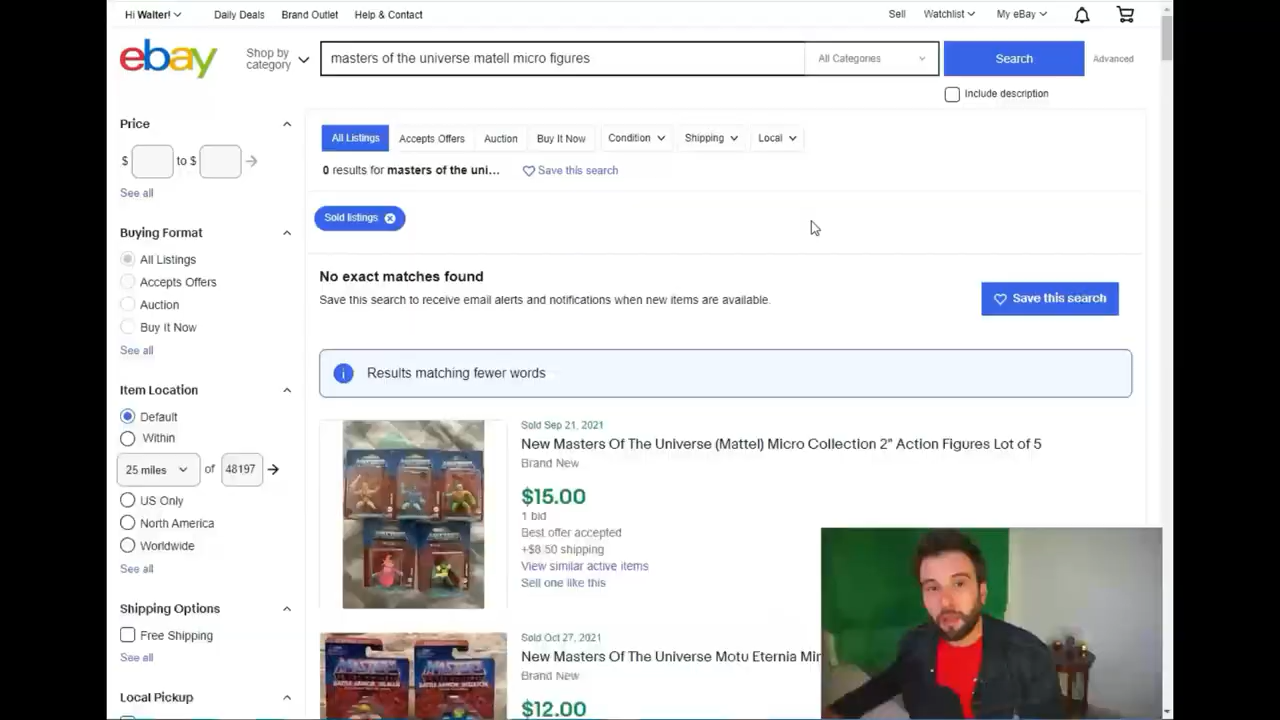 Hi Walter!
Daily Deals
Brand Outlet
Help & Contact
Sell
Watchlist
My eBay
ebay
Shop by category
masters of the universe matell micro figures
All Categories
Search
Advanced
Include description
Price
$ to $
See all
Buying Format
All Listings
Accepts Offers
Auction
Buy It Now
See all
Item Location
Default
Within
25 miles of 48197
US Only
North America
Worldwide
See all
Shipping Options
Free Shipping
See all
Local Pickup
All Listings
Accepts Offers
Auction
Buy It Now
Condition
Shipping
Local
0 results for masters of the uni...
Save this search
Sold listings
No exact matches found
Save this search to receive email alerts and notifications when new items are available.
Save this search
Results matching fewer words
Sold Sep 21, 2021
New Masters Of The Universe (Mattel) Micro Collection 2" Action Figures Lot of 5
Brand New
$15.00
1 bid
Best offer accepted
+$8.50 shipping
View similar active items
Sell one like this
Sold Oct 27, 2021
New Masters Of The Universe Motu Eternia Mi
Brand New
$12.00